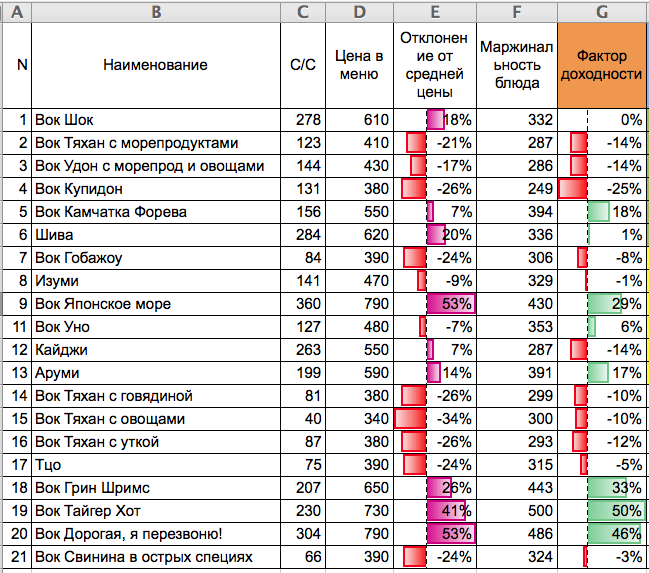 A B C D E F G
N Наименование С/С Цена в меню Отклонение от средней цены Маржинальность блюда Фактор доходности
1 Вок Шок 278 610 18% 332 0%
2 Вок Тяхан с морепродуктами 123 410 -21% 287 -14%
3 Вок Удон с морепрод и овощами 144 430 -17% 286 -14%
4 Вок Купидон 131 380 -26% 249 -25%
5 Вок Камчатка Форева 156 550 7% 394 18%
6 Шива 284 620 20% 336 1%
7 Вок Гобажоу 84 390 -24% 306 -8%
8 Изуми 141 470 -9% 329 -1%
9 Вок Японское море 360 790 53% 430 29%
11 Вок Уно 127 480 -7% 353 6%
12 Кайджи 263 550 7% 287 -14%
13 Аруми 199 590 14% 391 17%
14 Вок Тяхан с говядиной 81 380 -26% 299 -10%
15 Вок Тяхан с овощами 40 340 -34% 300 -10%
16 Вок Тяхан с уткой 87 380 -26% 293 -12%
17 Тцо 75 390 -24% 315 -5%
18 Вок Грин Шримс 207 650 26% 443 33%
19 Вок Тайгер Хот 230 730 41% 500 50%
20 Вок Дорогая, я перезвоню! 304 790 53% 486 46%
21 Вок Свинина в острых специях 66 390 -24% 324 -3%